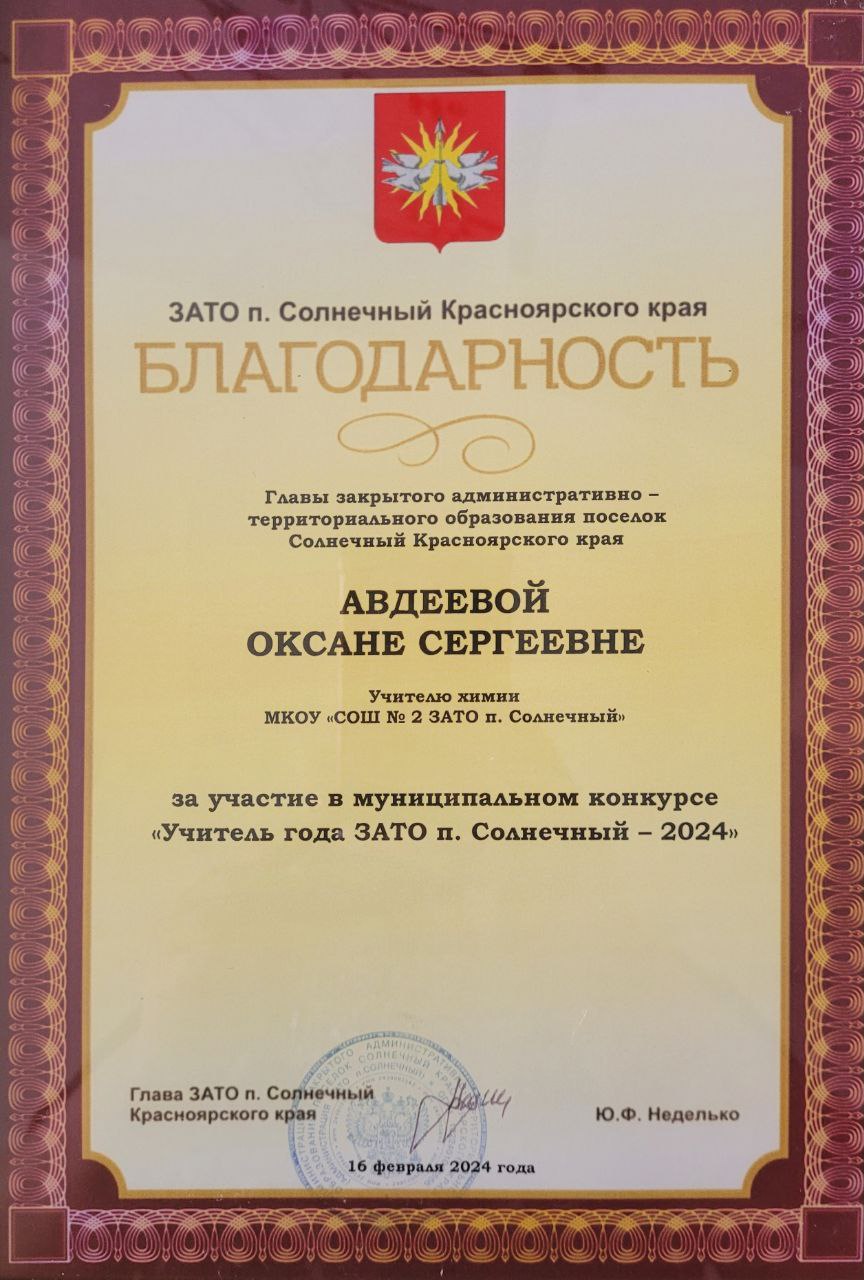 ЗАТО п. Солнечный Красноярского края
БЛАГОДАРНОСТЬ
Главы закрытого административно –
территориального образования поселок
Солнечный Красноярского края
АВДЕЕВОЙ
ОКСАНЕ СЕРГЕЕВНЕ
Учителю химии
МКОУ «СОШ № 2 ЗАТО п. Солнечный»
за участие в муниципальном конкурсе
«Учитель года ЗАТО п. Солнечный – 2024»
Глава ЗАТО п. Солнечный
Красноярского края
Ю.Ф. Неделько
16 февраля 2024 года